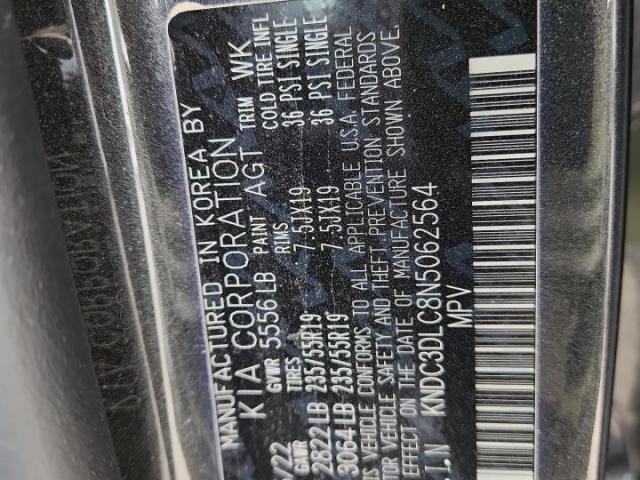 MANUFACTURED IN KOREA BY
KIA CORPORATION
GVWR 5556 LB PAINT AGT TRIM WK
/22
GAWR TIRES RIMS COLD TIRE INFL
2822 LB 235/55R19 7.5JX19 36 PSI SINGLE
3064 LB 235/55R19 7.5JX19 36 PSI SINGLE
VEHICLE CONFORMS TO ALL APPLICABLE U.S.A. FEDERAL
VEHICLE SAFETY AND THEFT PREVENTION STANDARDS
EFFECT ON THE DATE OF MANUFACTURE SHOWN ABOVE.
KNDC3DLC8N5062564
MPV